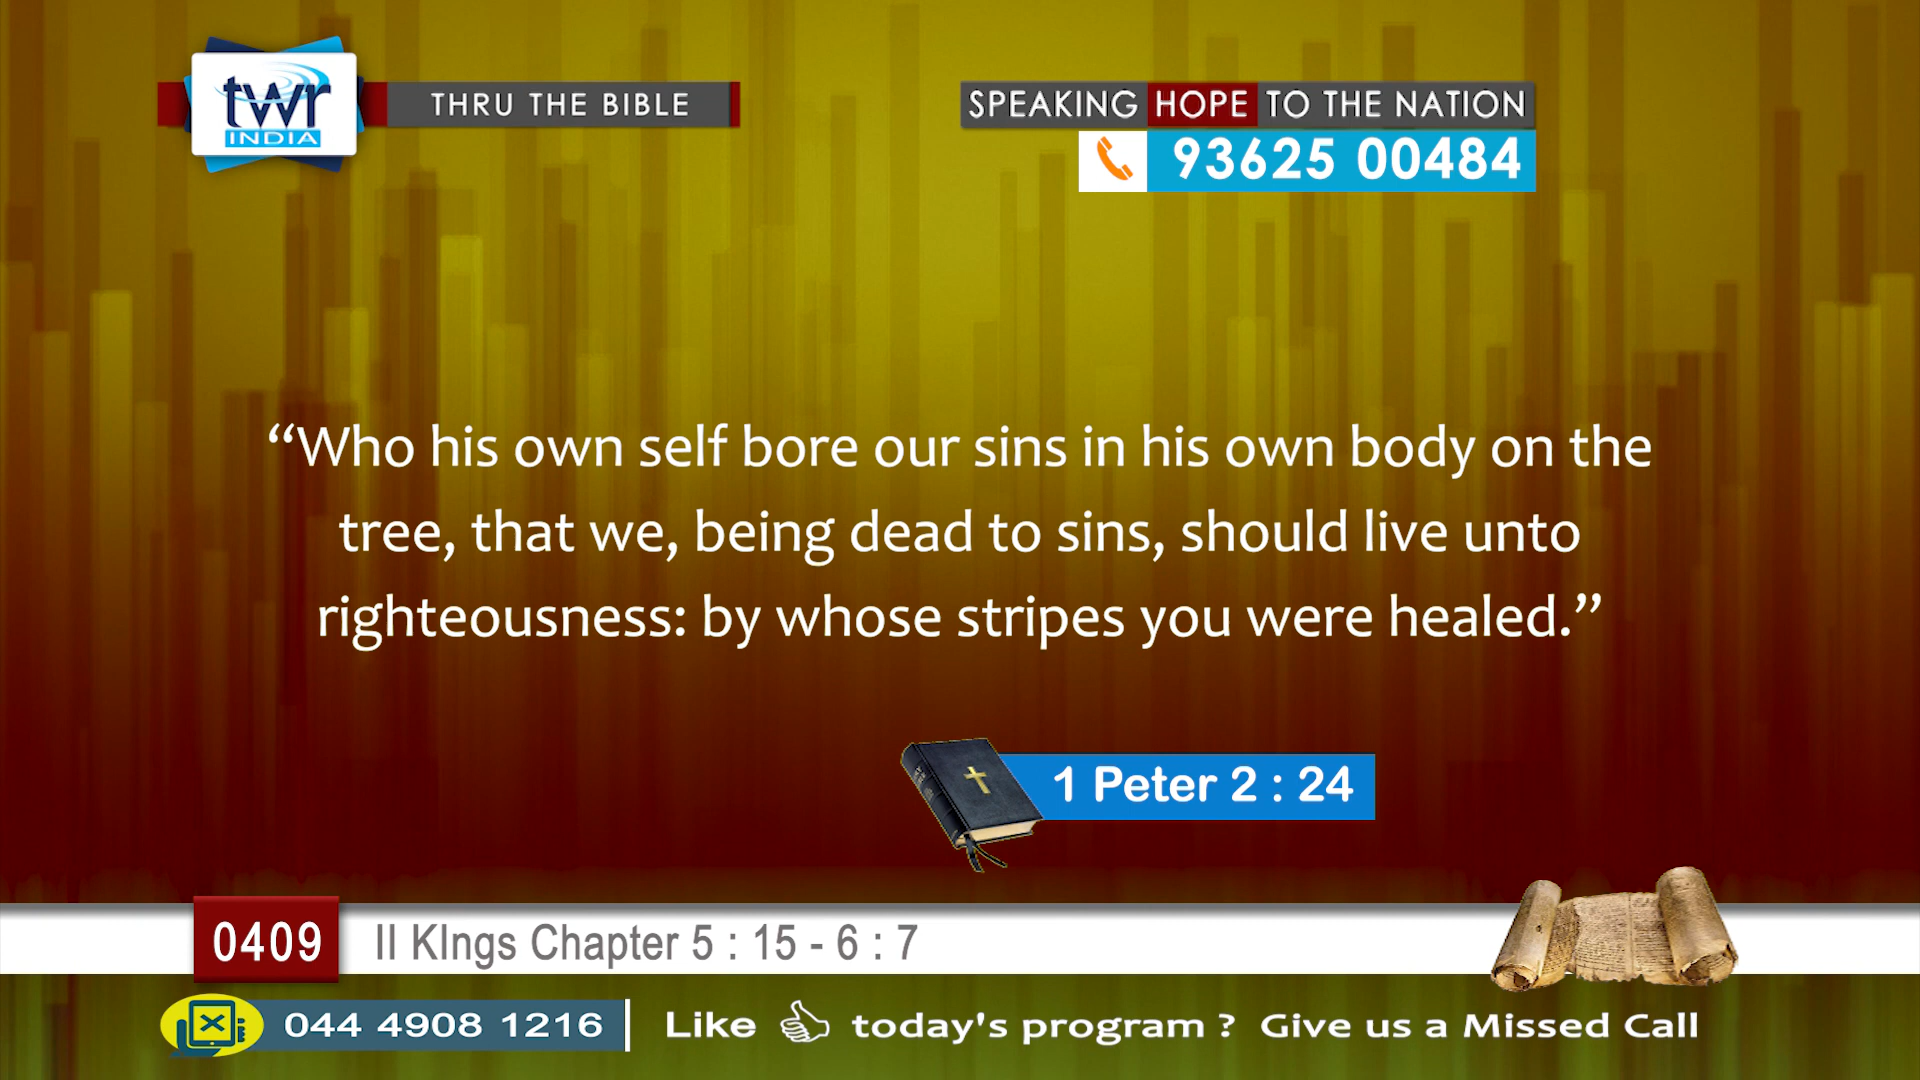 twr
INDIA
THRU THE BIBLE
SPEAKING HOPE TO THE NATION
93625 00484
“Who his own self bore our sins in his own body on the
tree, that we, being dead to sins, should live unto
righteousness: by whose stripes you were healed.”
1 Peter 2 : 24
0409
II KIngs Chapter 5 : 15 - 6 : 7
044 4908 1216
Like today's program ? Give us a Missed Call